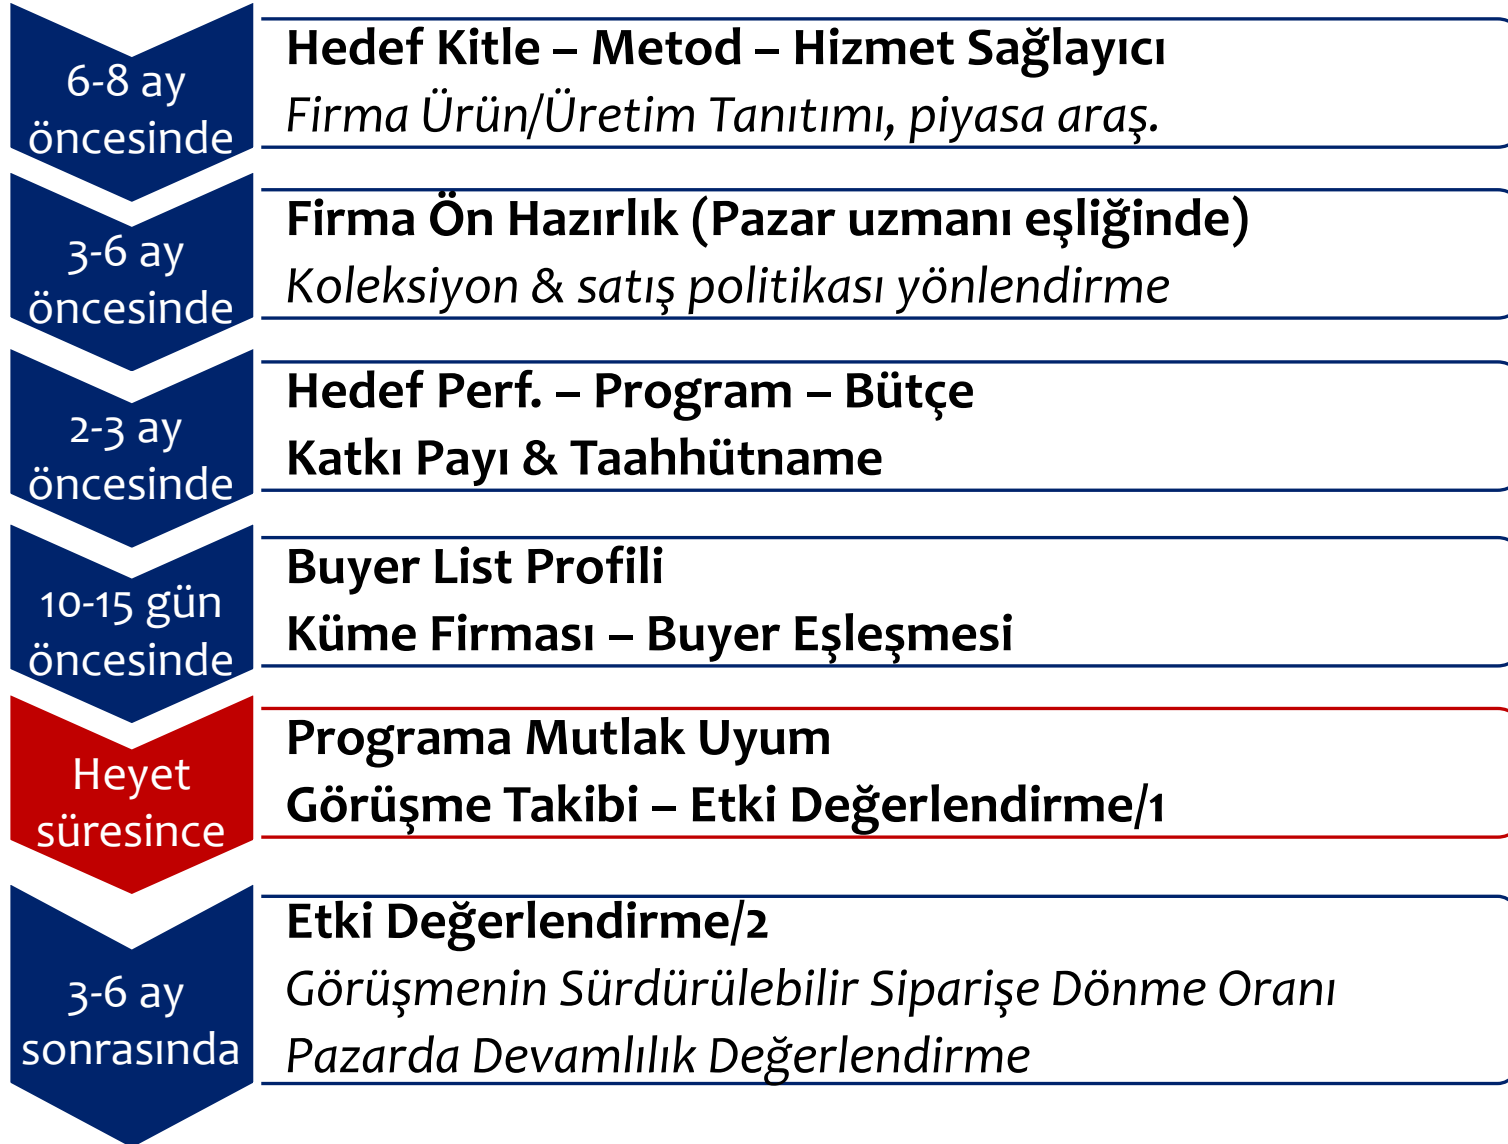 6-8 ay
öncesinde
Hedef Kitle – Metod – Hizmet Sağlayıcı
Firma Ürün/Üretim Tanıtımı, piyasa araş.
3-6 ay
öncesinde
Firma Ön Hazırlık (Pazar uzmanı eşliğinde)
Koleksiyon & satış politikası yönlendirme
2-3 ay
öncesinde
Hedef Perf. – Program – Bütçe
Katkı Payı & Taahhütname
10-15 gün
öncesinde
Buyer List Profili
Küme Firması – Buyer Eşleşmesi
Heyet
süresince
Programa Mutlak Uyum
Görüşme Takibi – Etki Değerlendirme/1
3-6 ay
sonrasında
Etki Değerlendirme/2
Görüşmenin Sürdürülebilir Siparişe Dönme Oranı
Pazarda Devamlılık Değerlendirme